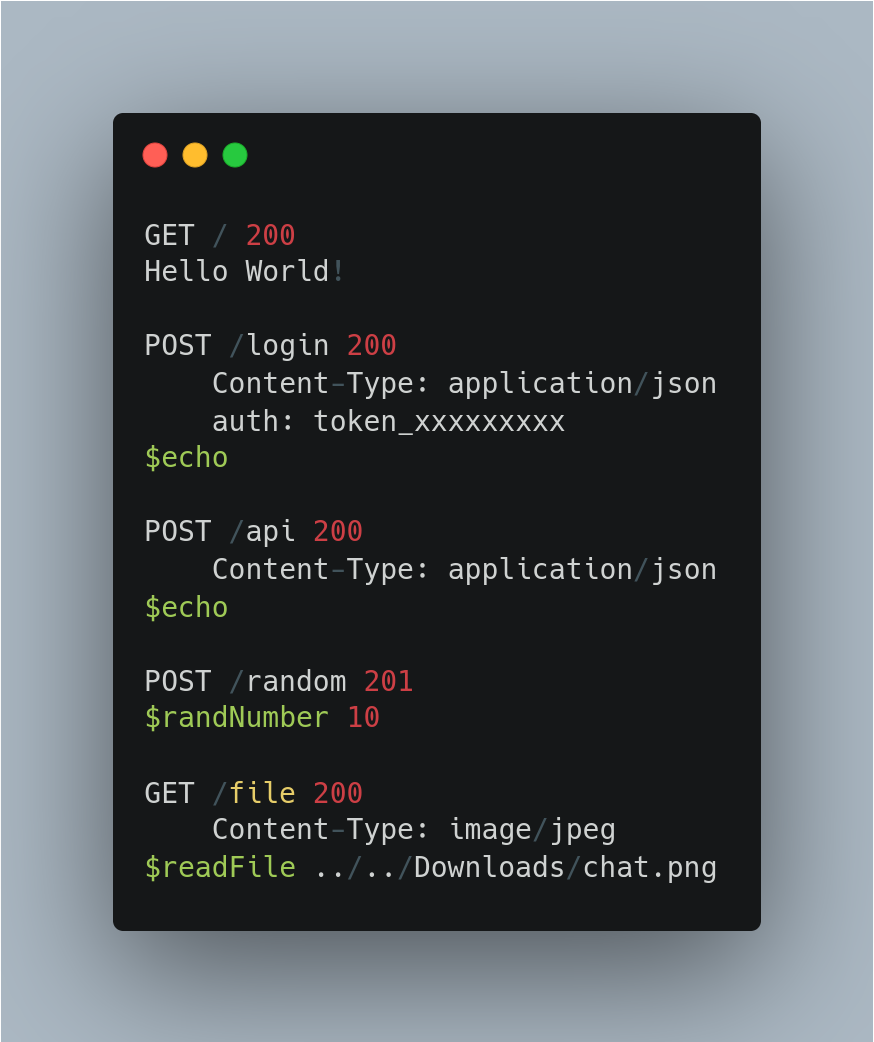 GET / 200
Hello World!
POST /login 200
Content-Type: application/json
auth: token_xxxxxxxxx
$echo
POST /api 200
Content-Type: application/json
$echo
POST /random 201
$randNumber 10
GET /file 200
Content-Type: image/jpeg
$readFile ../../Downloads/chat.png